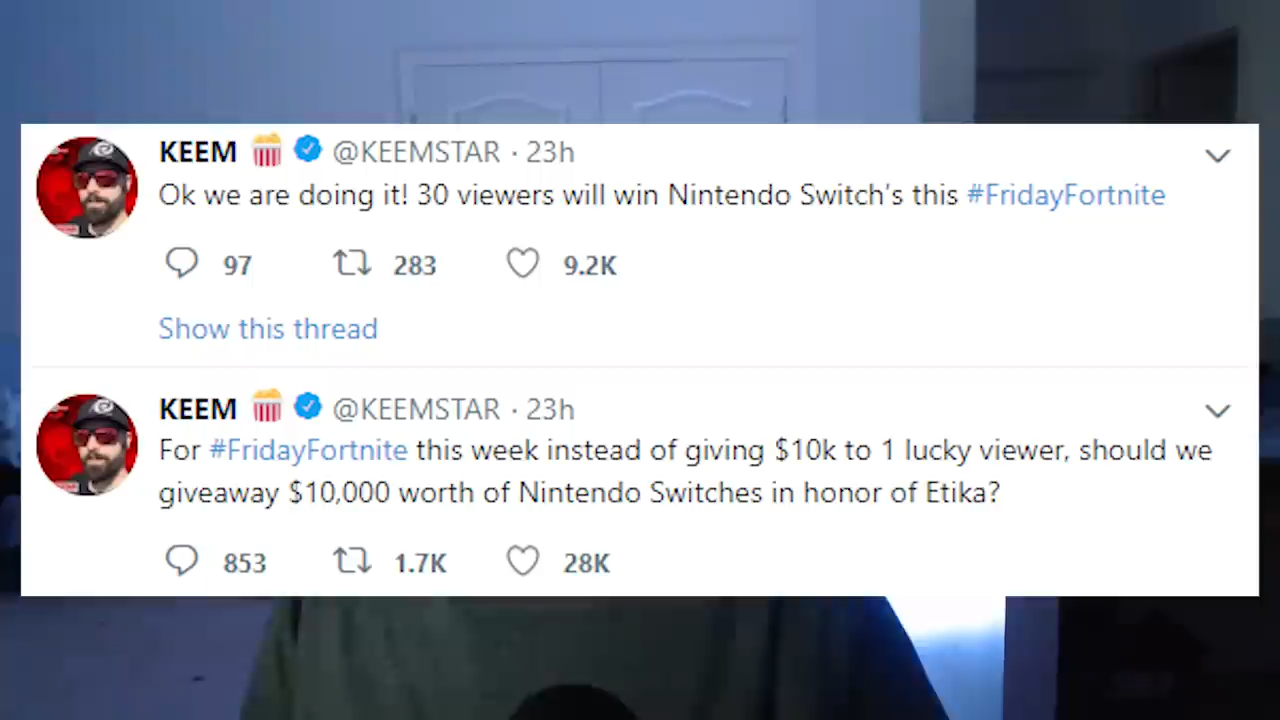 KEEM 🍿 @KEEMSTAR · 23h
Ok we are doing it! 30 viewers will win Nintendo Switch's this #FridayFortnite
97 283 9.2K
Show this thread
KEEM 🍿 @KEEMSTAR · 23h
For #FridayFortnite this week instead of giving $10k to 1 lucky viewer, should we
giveaway $10,000 worth of Nintendo Switches in honor of Etika?
853 1.7K 28K